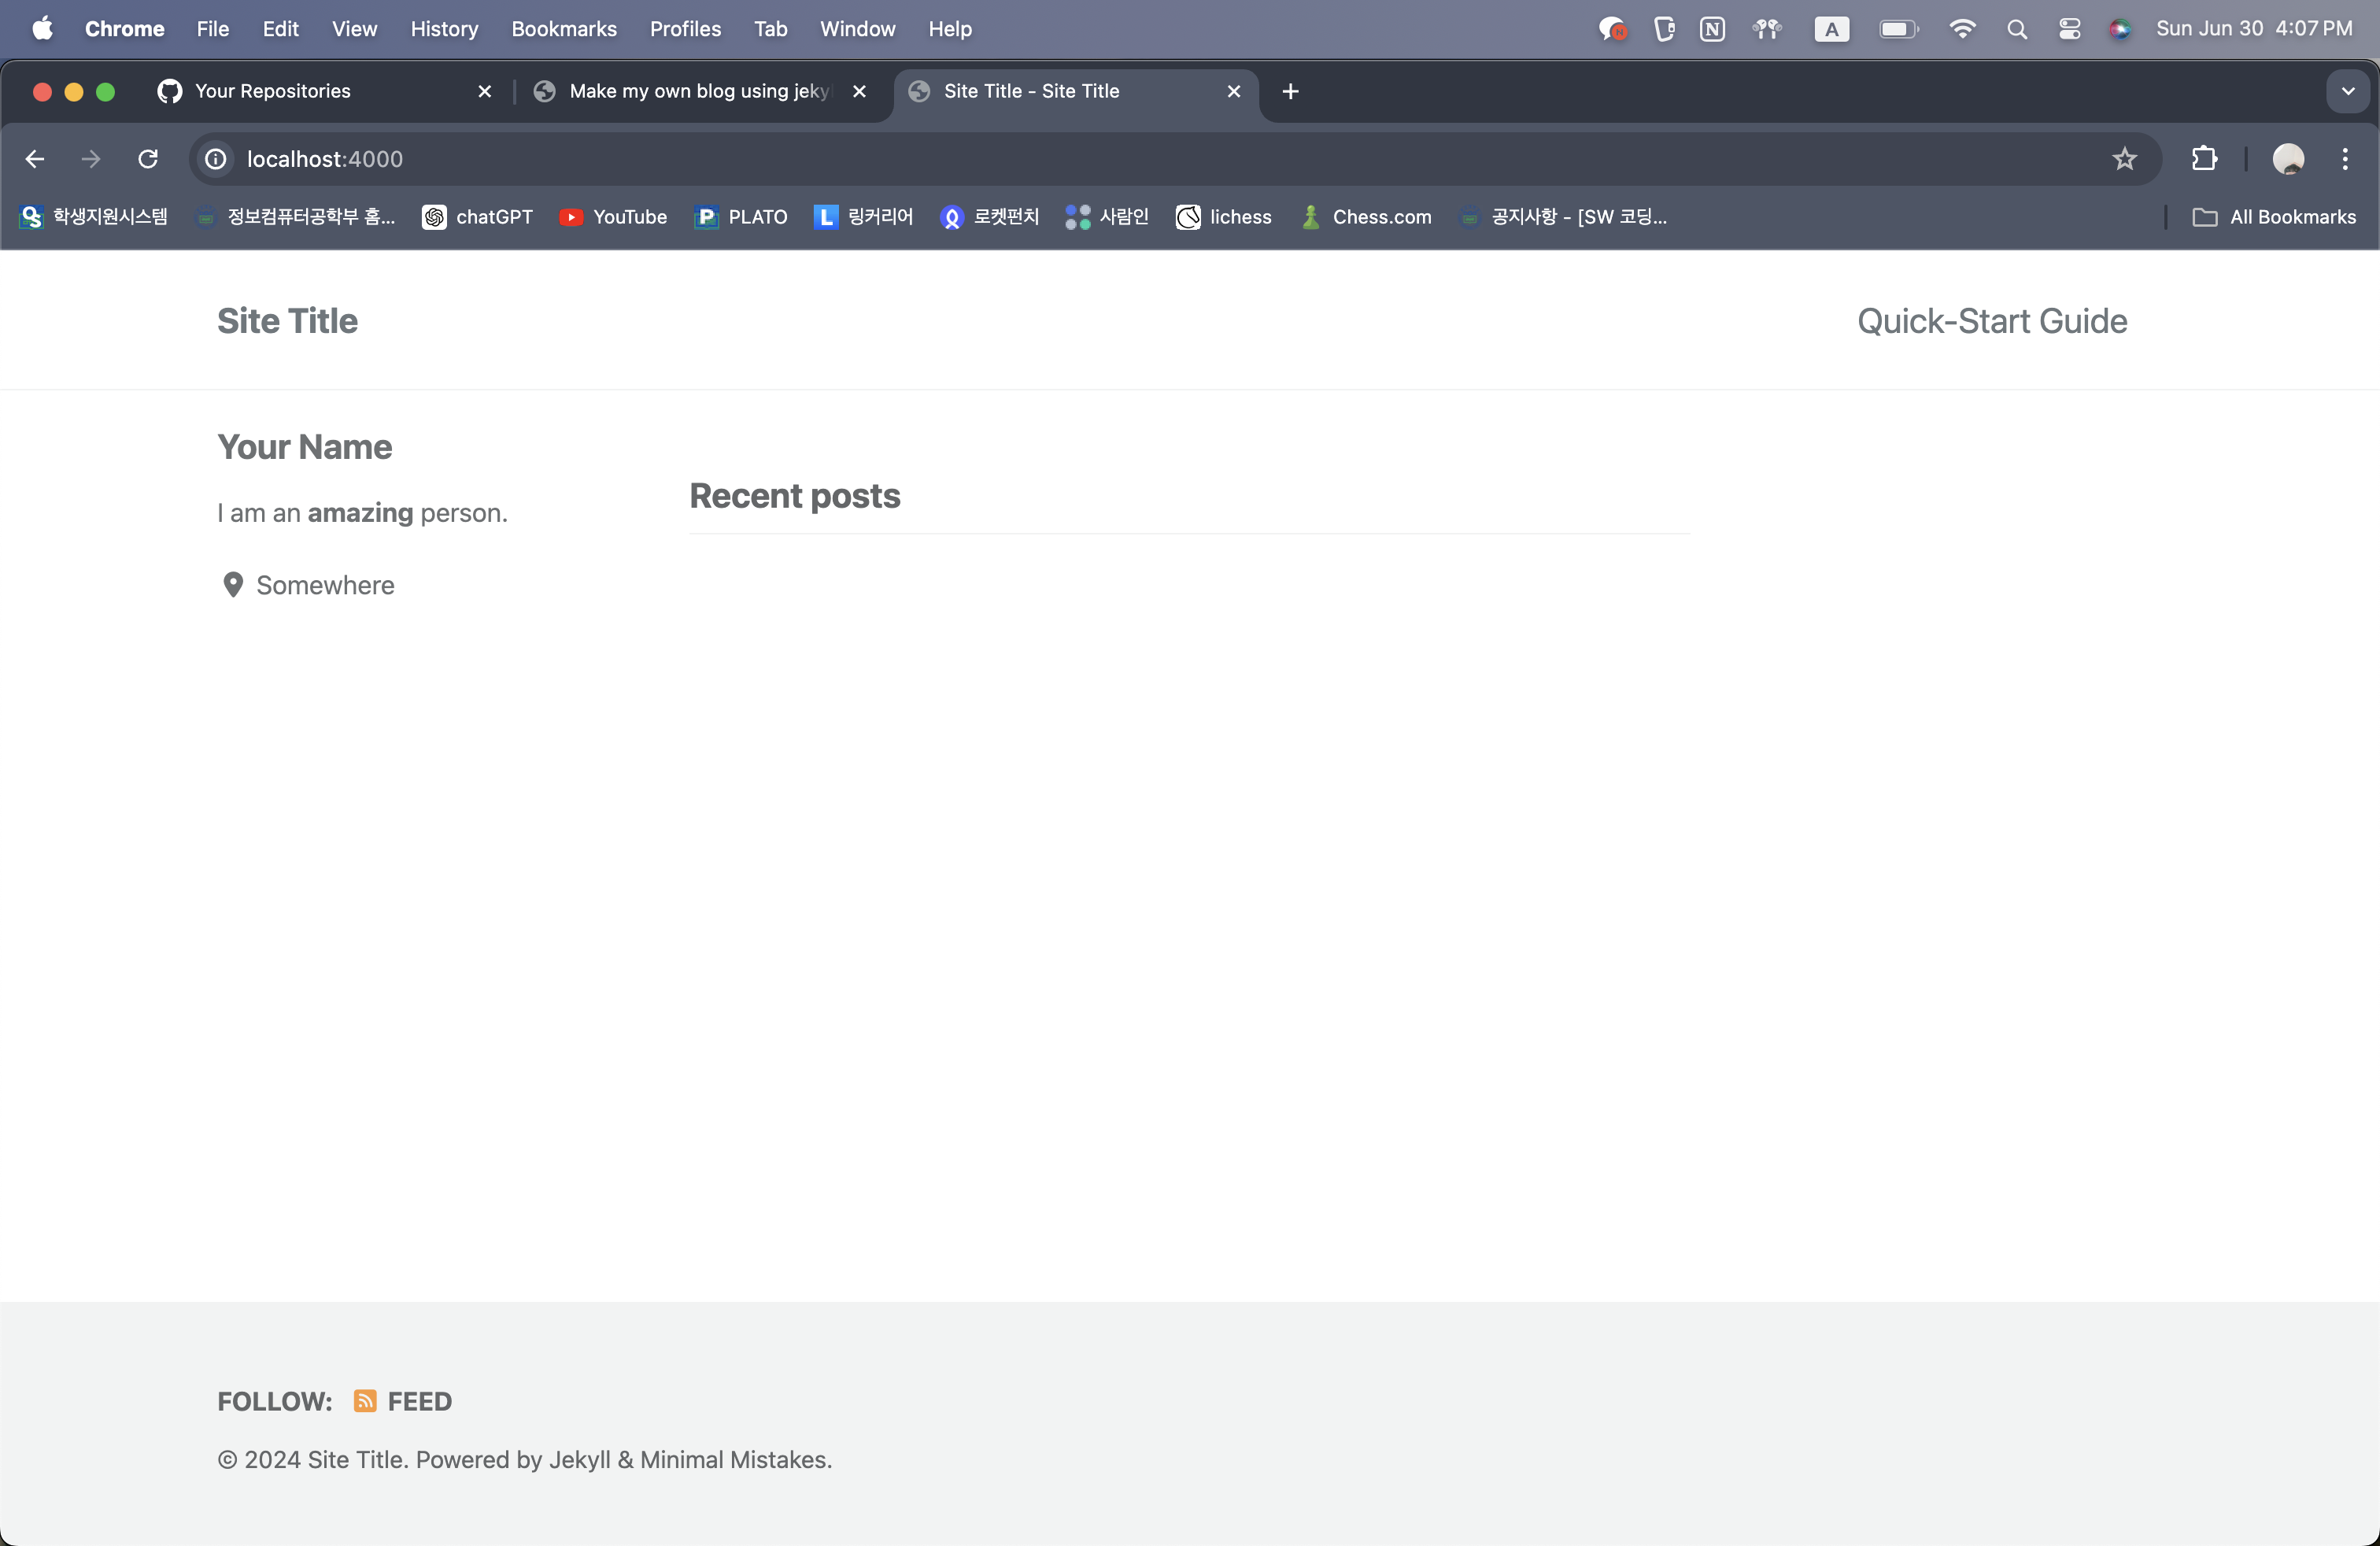 Chrome File Edit View History Bookmarks Profiles Tab Window Help N A Sun Jun 30 4:07 PM
Your Repositories Make my own blog using jeky Site Title - Site Title
localhost:4000
학생지원시스템 정보컴퓨터공학부 홈... chatGPT YouTube P PLATO L 링커리어 로켓펀치 사람인 lichess Chess.com 공지사항 - [SW 코딩... All Bookmarks
Site Title Quick-Start Guide
Your Name
Recent posts
I am an amazing person.
Somewhere
FOLLOW: FEED
© 2024 Site Title. Powered by Jekyll & Minimal Mistakes.